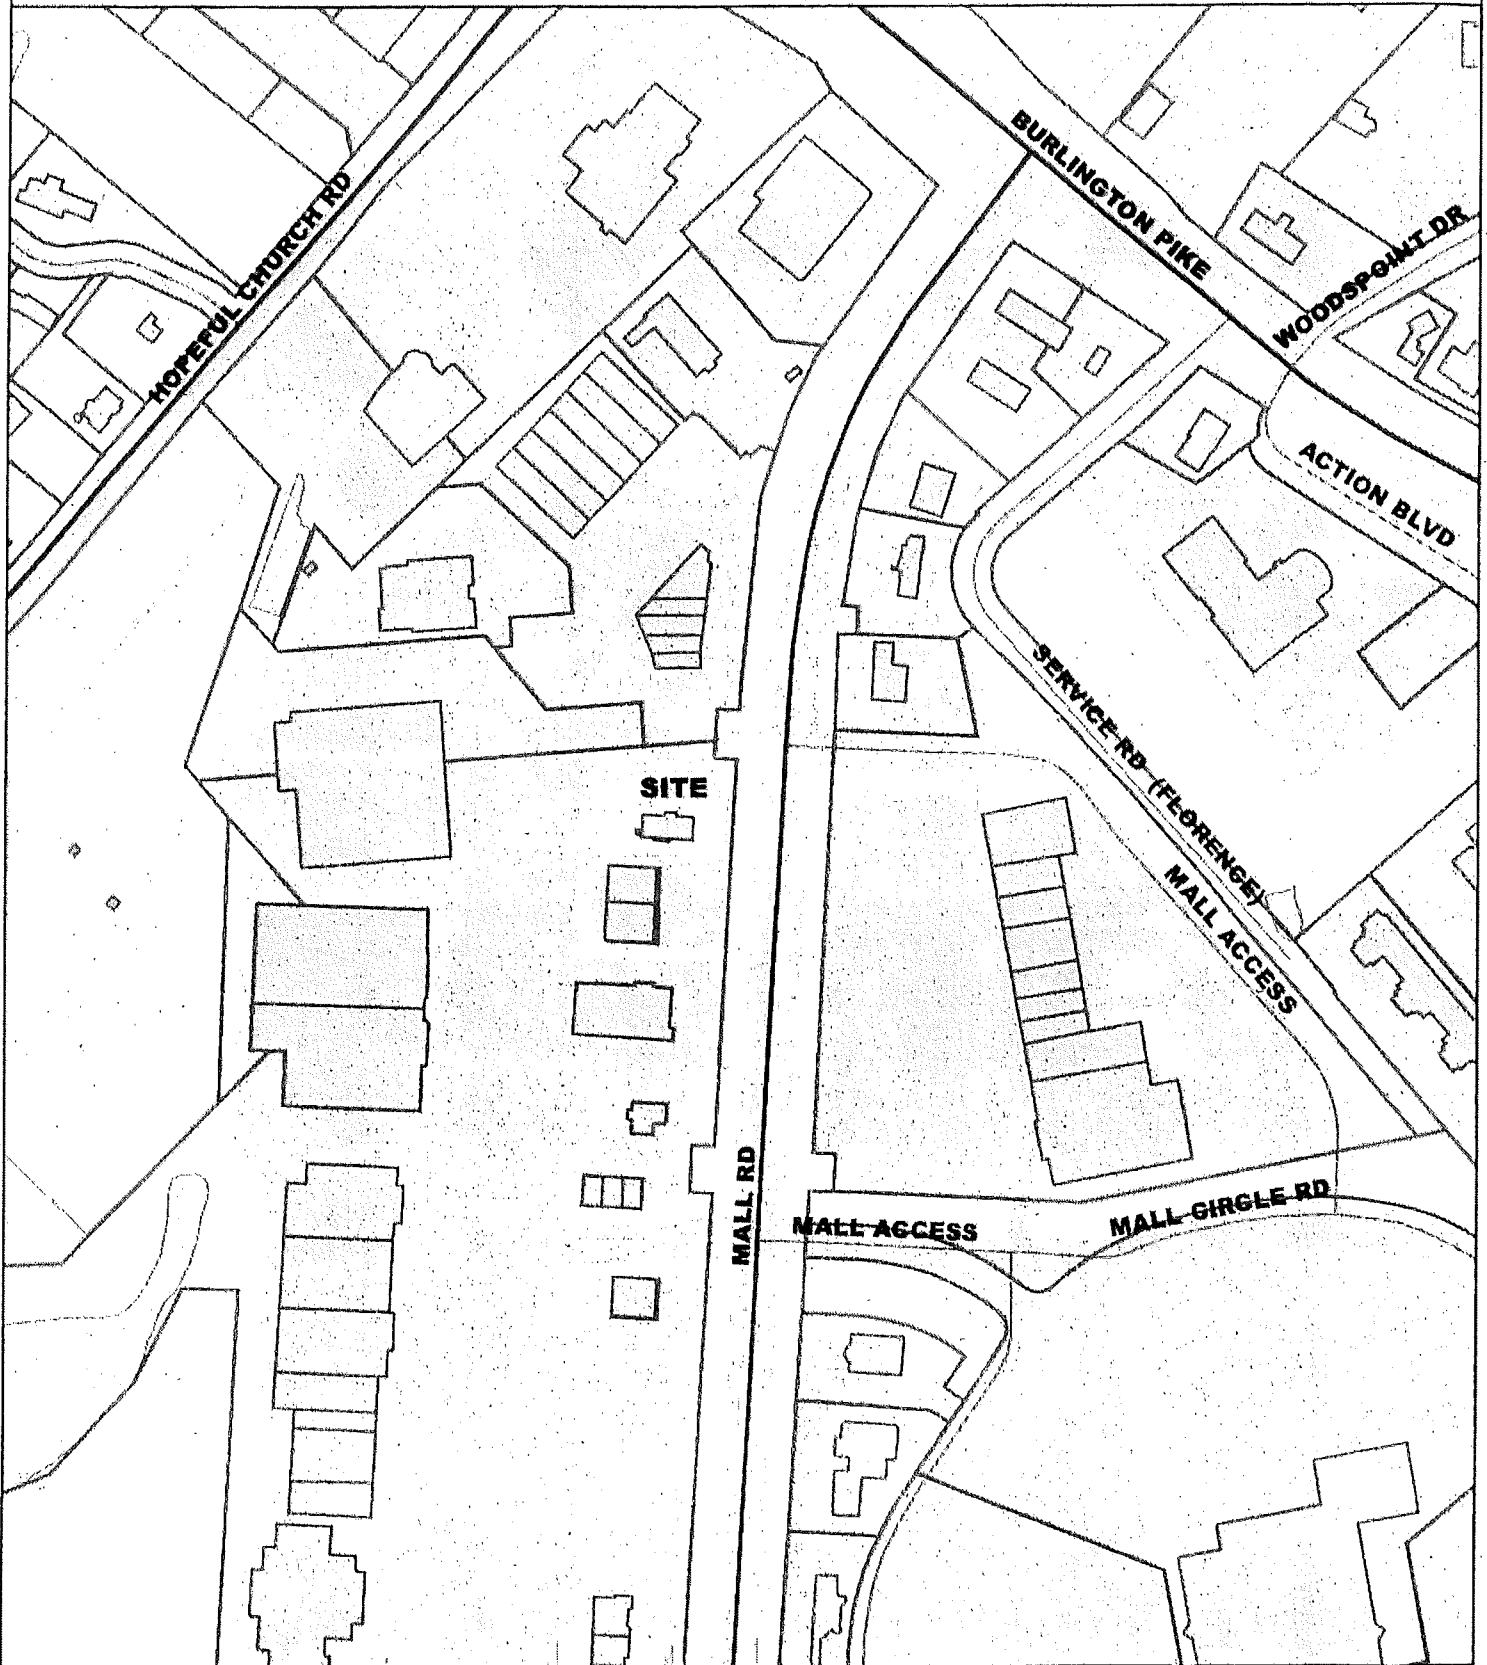 BURLINGTON PIKE
HOPEFUL CHURCH RD
WOODSPOINT DR
ACTION BLVD
SERVICE RD (FLORENCE)
SITE
MALL ACCESS
MALL RD
MALL ACCESS
MALL CIRCLE RD